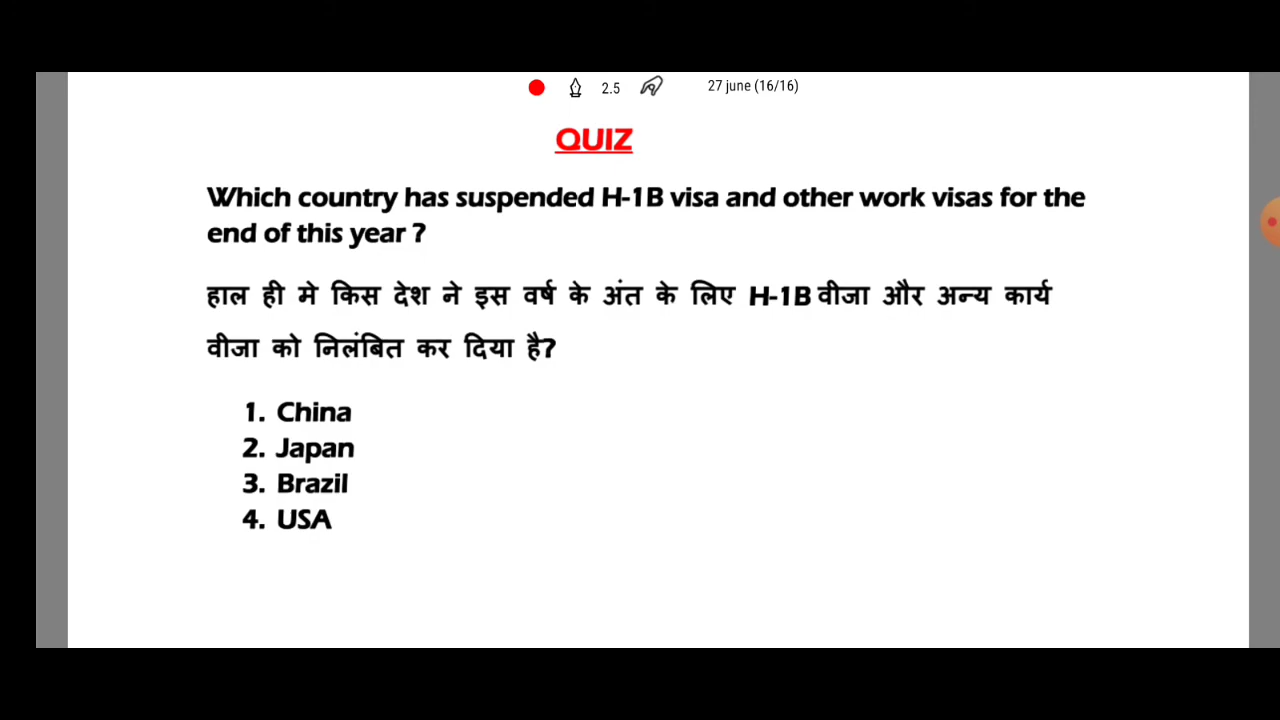 2.5 27 june (16/16)
QUIZ
Which country has suspended H-1B visa and other work visas for the
end of this year ?
हाल ही मे किस देश ने इस वर्ष के अंत के लिए H-1B वीजा और अन्य कार्य
वीजा को निलंबित कर दिया है?
1. China
2. Japan
3. Brazil
4. USA